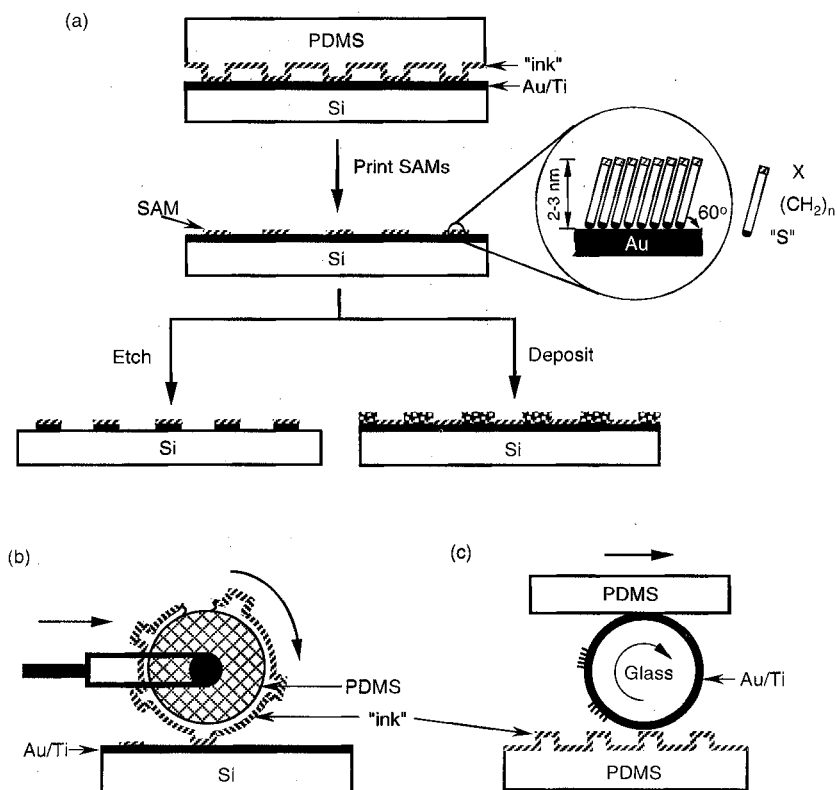 (a)
PDMS
"ink"
Au/Ti
Si
Print SAMs
SAM
Si
2-3 nm
60°
Au
X
(CH₂)ₙ
"S"
Etch
Deposit
Si
Si
(b)
PDMS
"ink"
Au/Ti
Si
(c)
PDMS
Glass
Au/Ti
PDMS